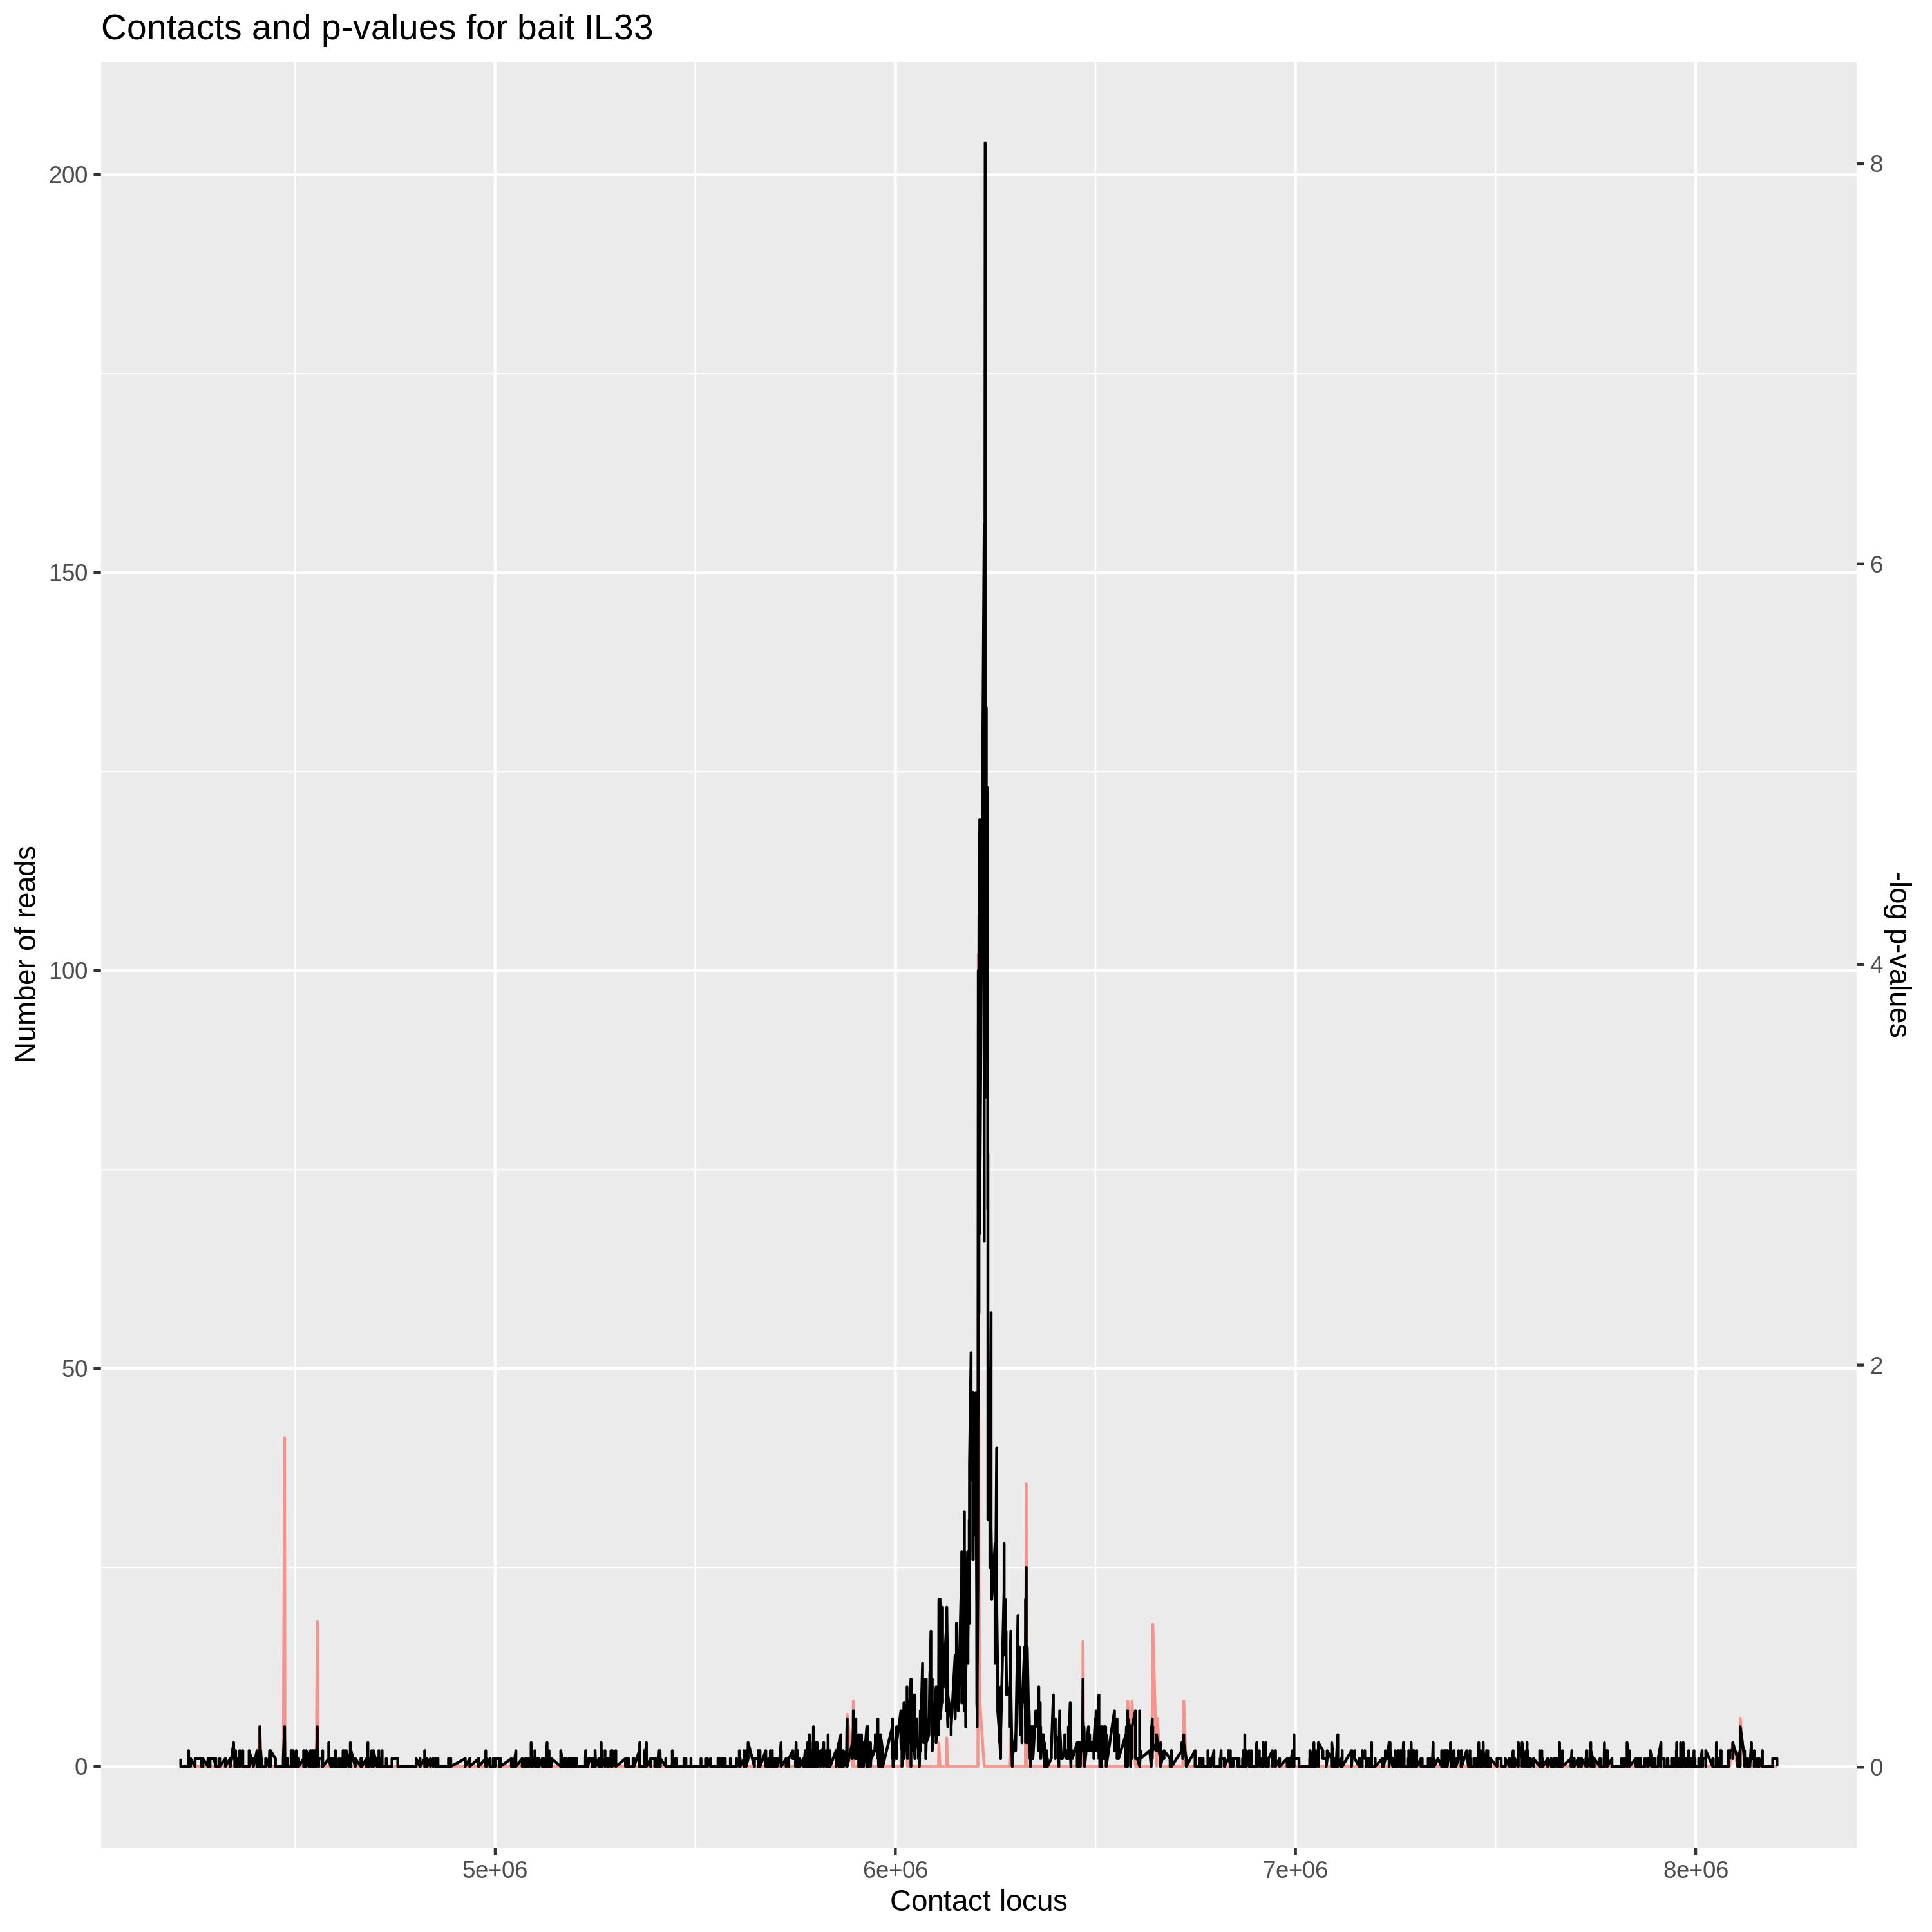 Contacts and p-values for bait IL33
200
150
100
50
0
Number of reads
8
6
4
2
0
-log p-values
5e+06
6e+06
7e+06
8e+06
Contact locus